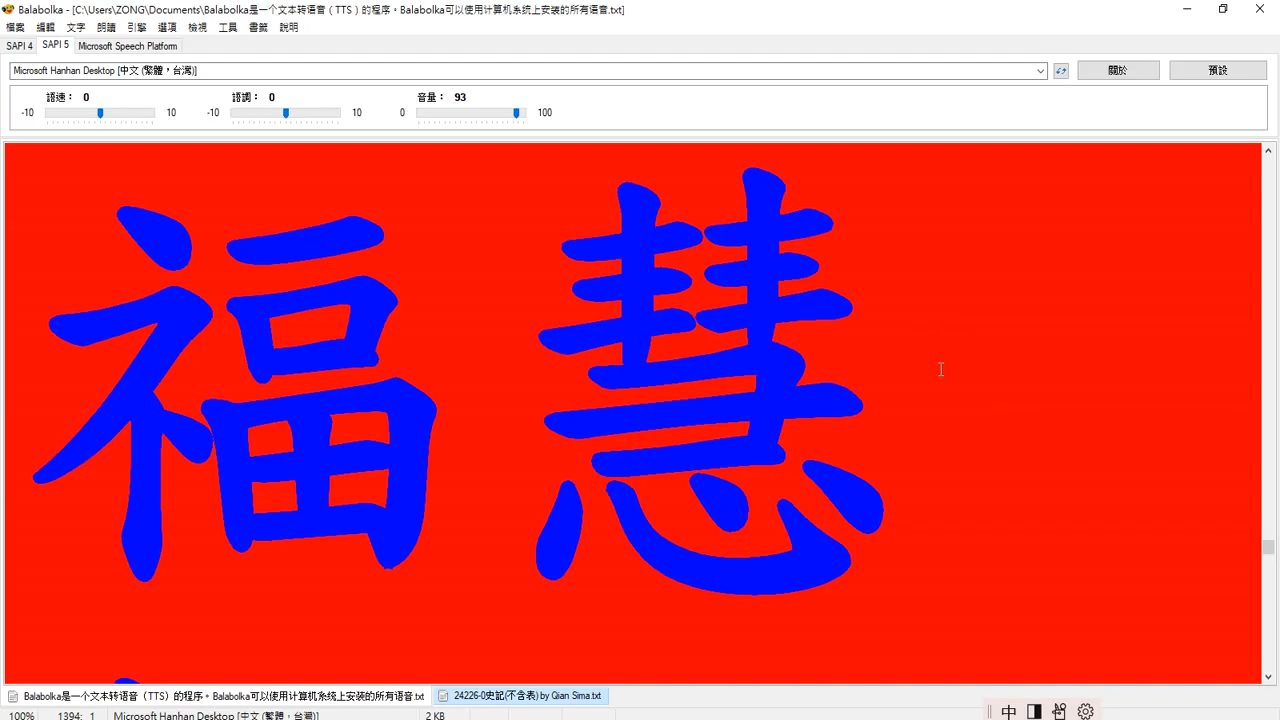 Balabolka - [C:\Users\ZONG\Documents\Balabolka是一个文本转语音（TTS）的程序。Balabolka可以使用计算机系统上安装的所有语音.txt]
檔案 編輯 文字 朗讀 引擎 選項 檢視 工具 書籤 說明
SAPI 4 SAPI 5 Microsoft Speech Platform
Microsoft Hanhan Desktop [中文 (繁體，台灣)] 關於 預設
語速： 0 語調： 0 音量： 93
-10 10 -10 10 0 100
福 慧
Balabolka是一个文本转语音（TTS）的程序。Balabolka可以使用计算机系统上安装的所有语音.txt 24226-0史記(不含表) by Qian Sima.txt
中
100% 1394: 1 Microsoft Hanhan Desktop [中文 (繁體，台灣)] 2 KB